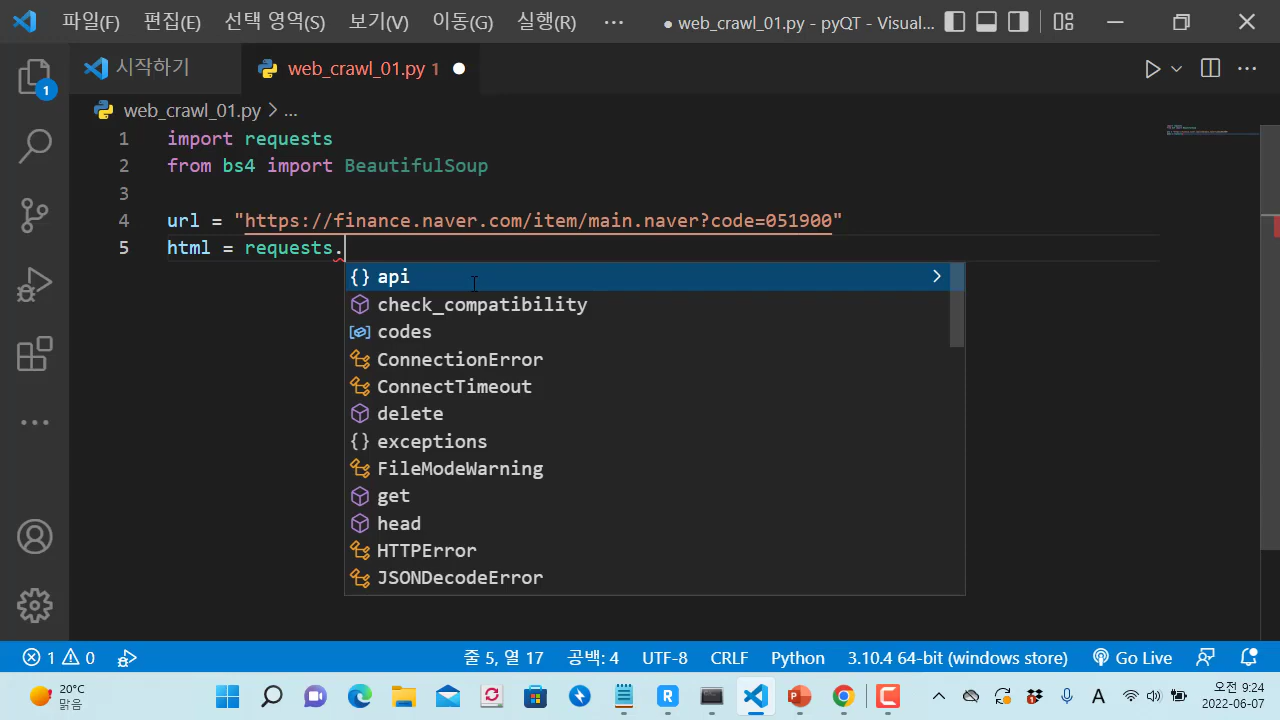 파일(F) 편집(E) 선택 영역(S) 보기(V) 이동(G) 실행(R) ··· ● web_crawl_01.py - pyQT - Visual...
시작하기 web_crawl_01.py 1
web_crawl_01.py > ...
1 import requests
2 from bs4 import BeautifulSoup
3
4 url = "https://finance.naver.com/item/main.naver?code=051900"
5 html = requests.
{} api
check_compatibility
codes
ConnectionError
ConnectTimeout
delete
{} exceptions
FileModeWarning
get
head
HTTPError
JSONDecodeError
1
1 0 줄 5, 열 17 공백: 4 UTF-8 CRLF Python 3.10.4 64-bit (windows store) Go Live
20°C
맑음
A
오전 9:24
2022-06-07